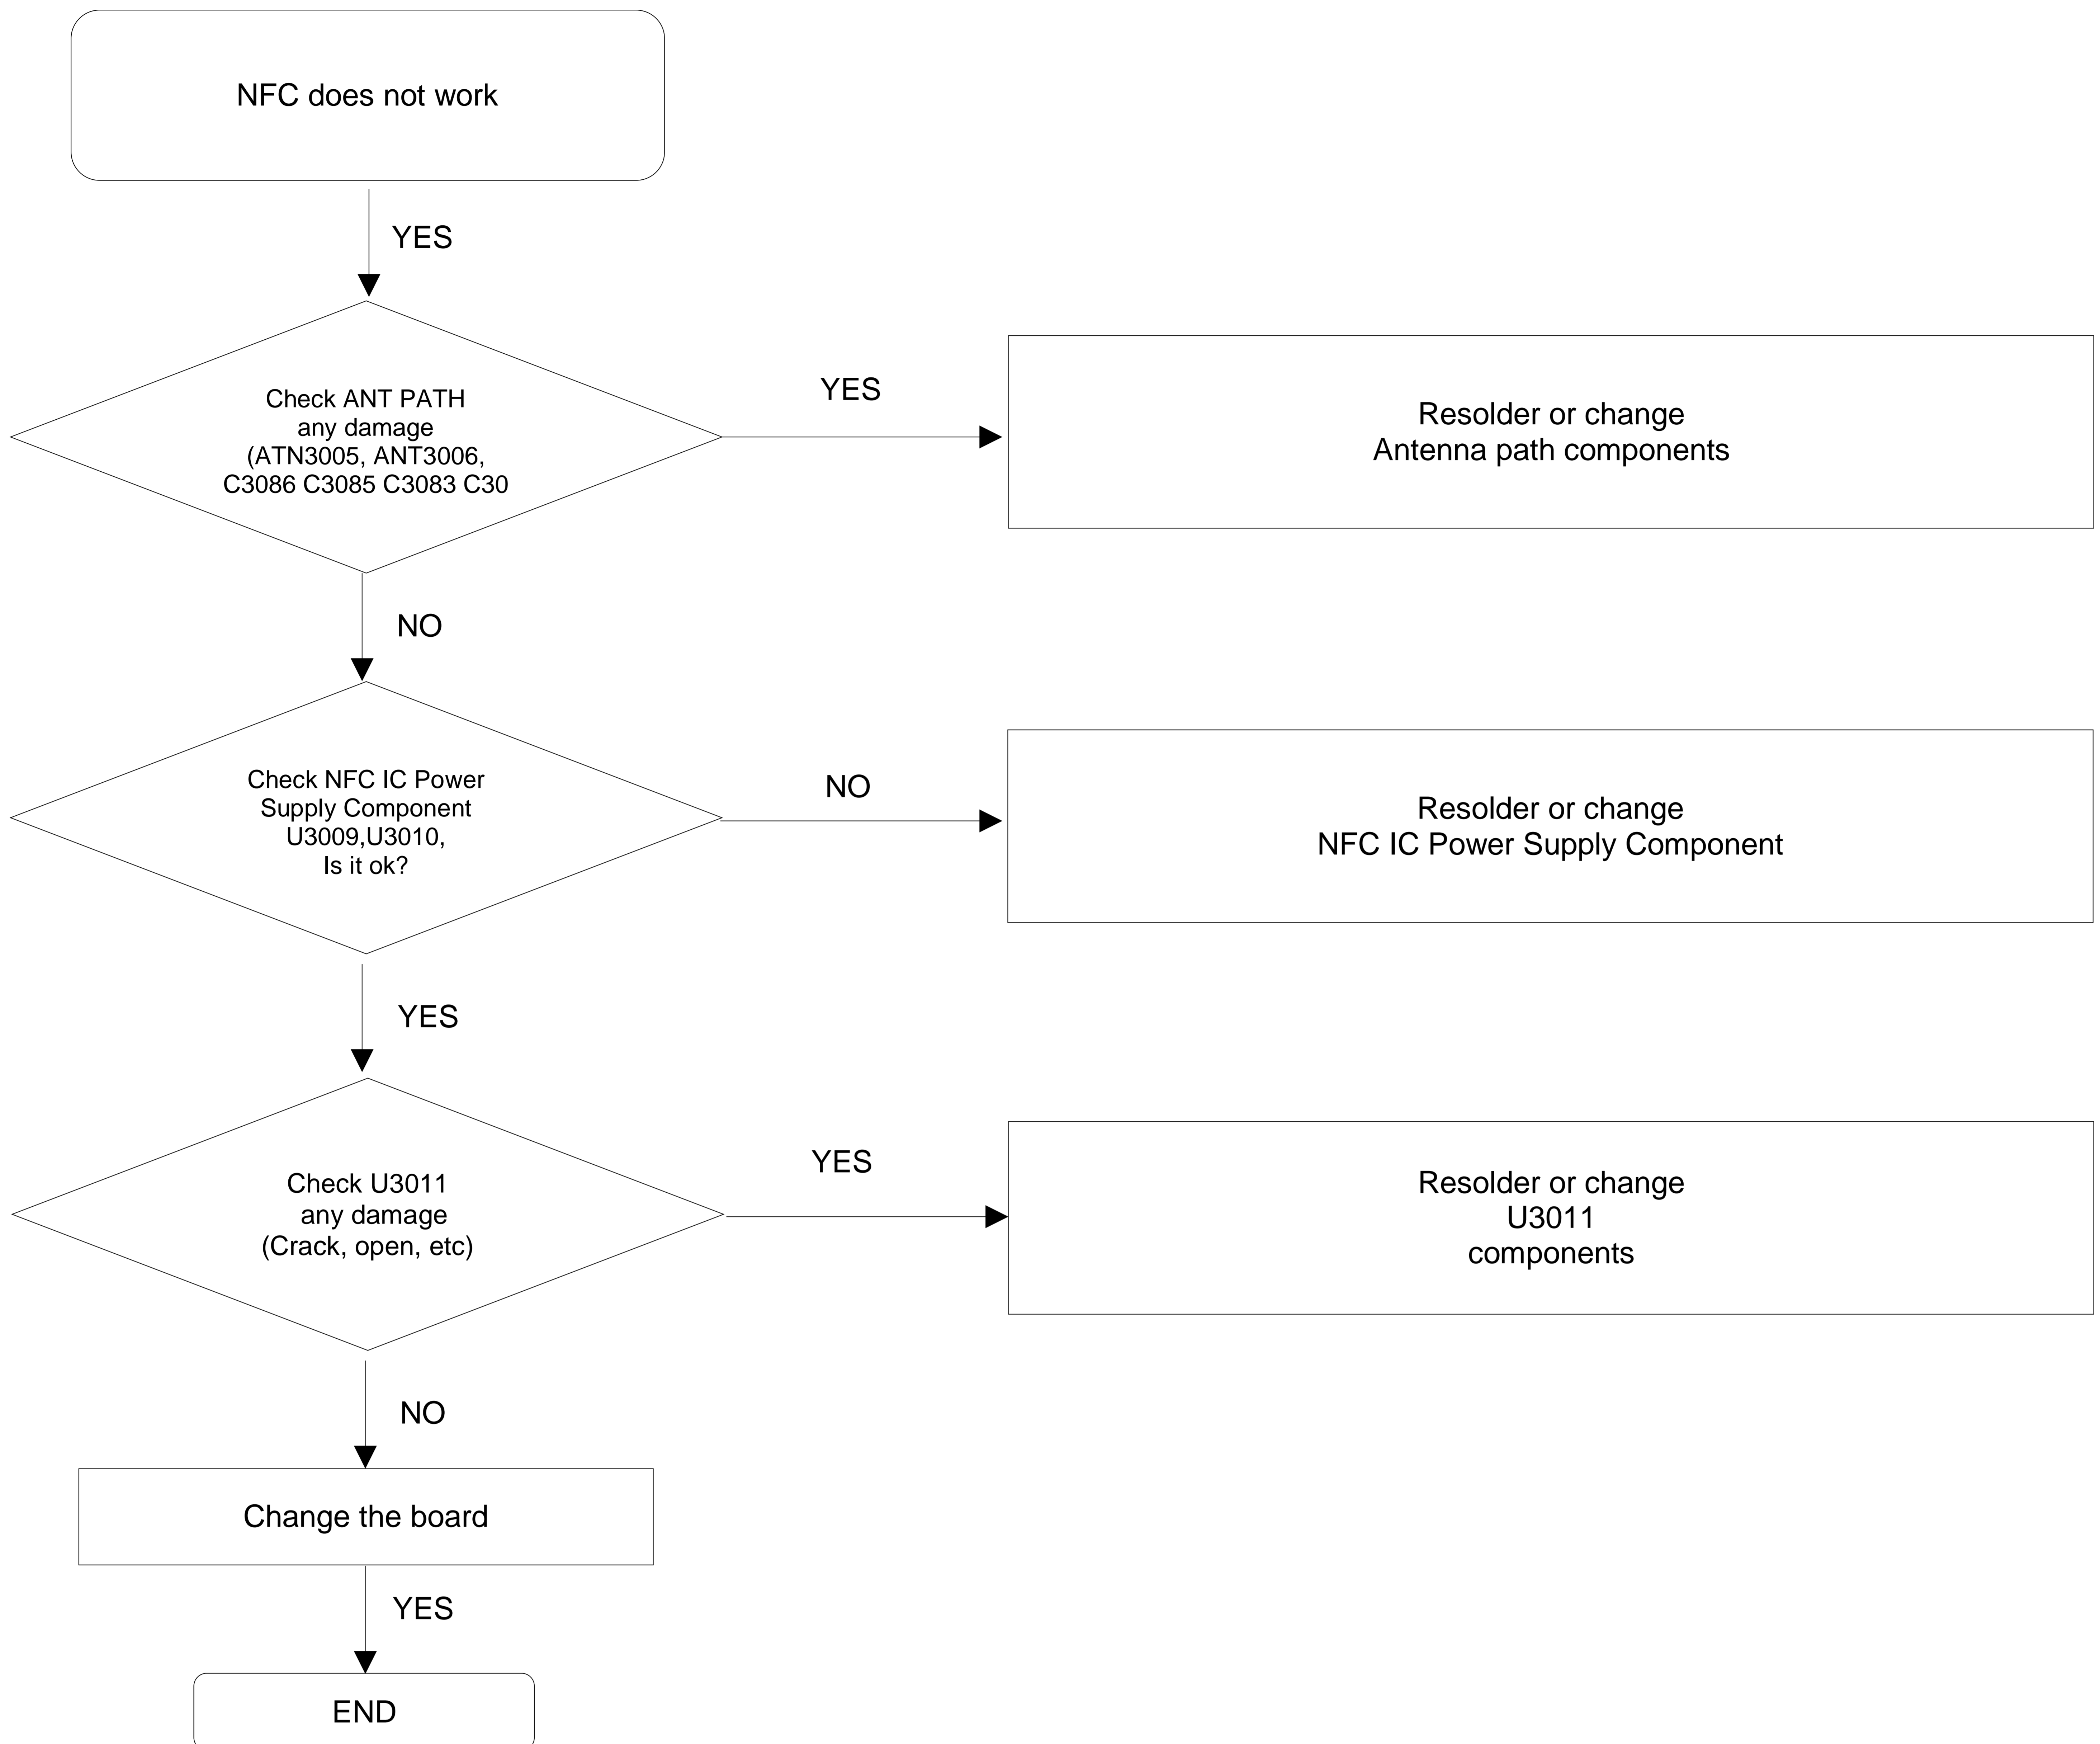 NFC does not work
YES
Check ANT PATH
any damage
(ATN3005, ANT3006,
C3086 C3085 C3083 C30
YES
Resolder or change
Antenna path components
NO
Check NFC IC Power
Supply Component
U3009,U3010,
Is it ok?
NO
Resolder or change
NFC IC Power Supply Component
YES
Check U3011
any damage
(Crack, open, etc)
YES
Resolder or change
U3011
components
NO
Change the board
YES
END